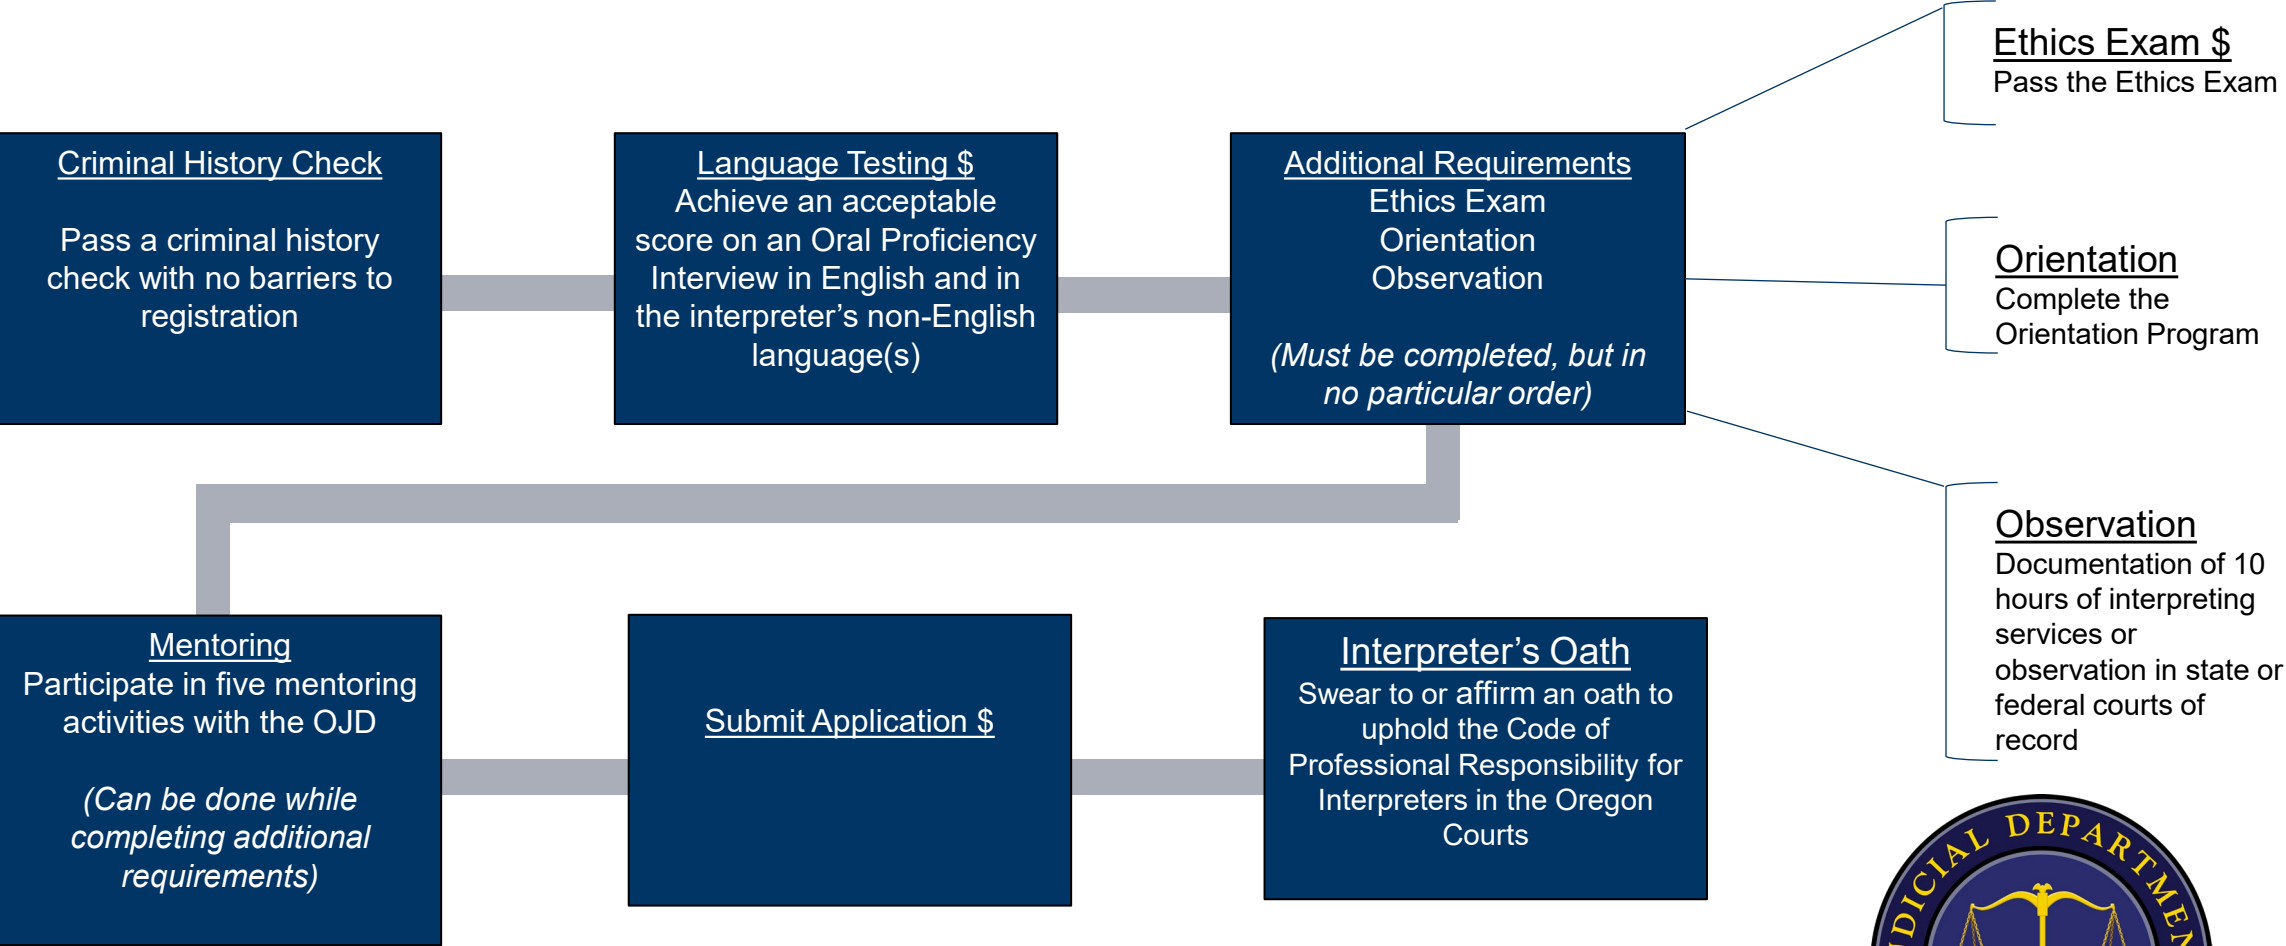 Criminal History Check
Pass a criminal history
check with no barriers to
registration
Language Testing $
Achieve an acceptable
score on an Oral Proficiency
Interview in English and in
the interpreter’s non-English
language(s)
Additional Requirements
Ethics Exam
Orientation
Observation
(Must be completed, but in
no particular order)
Ethics Exam $
Pass the Ethics Exam
Orientation
Complete the
Orientation Program
Observation
Documentation of 10
hours of interpreting
services or
observation in state or
federal courts of
record
Mentoring
Participate in five mentoring
activities with the OJD
(Can be done while
completing additional
requirements)
Submit Application $
Interpreter’s Oath
Swear to or affirm an oath to
uphold the Code of
Professional Responsibility for
Interpreters in the Oregon
Courts
DICIAL DEPARTMEN